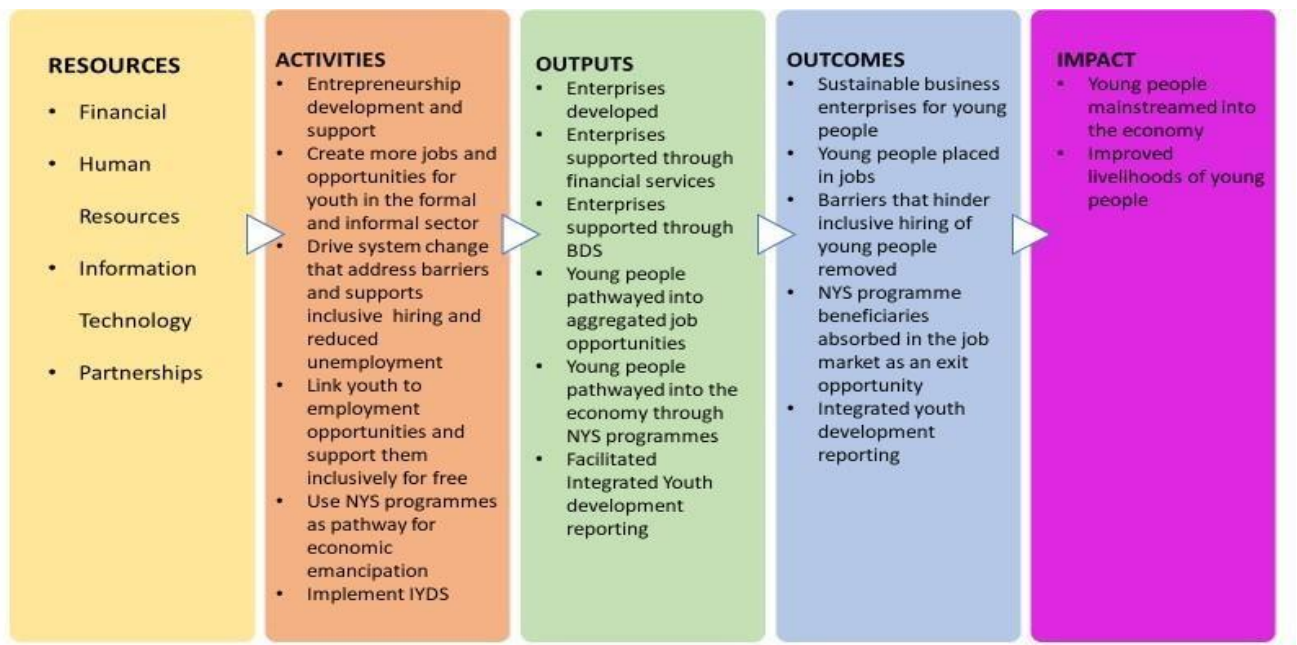 RESOURCES
• Financial
• Human
Resources
• Information
Technology
• Partnerships
ACTIVITIES
• Entrepreneurship
development and
support
• Create more jobs and
opportunities for
youth in the formal
and informal sector
• Drive system change
that address barriers
and supports
inclusive hiring and
reduced
unemployment
• Link youth to
employment
opportunities and
support them
inclusively for free
• Use NYS programmes
as pathway for
economic
emancipation
• Implement IYDS
OUTPUTS
• Enterprises
developed
• Enterprises
supported through
financial services
• Enterprises
supported through
BDS
• Young people
pathwayed into
aggregated job
opportunities
• Young people
pathwayed into the
economy through
NYS programmes
• Facilitated
Integrated Youth
development
reporting
OUTCOMES
• Sustainable business
enterprises for young
people
• Young people placed
in jobs
• Barriers that hinder
inclusive hiring of
young people
removed
• NYS programme
beneficiaries
absorbed in the job
market as an exit
opportunity
• Integrated youth
development
reporting
IMPACT
• Young people
mainstreamed into
the economy
• Improved
livelihoods of young
people